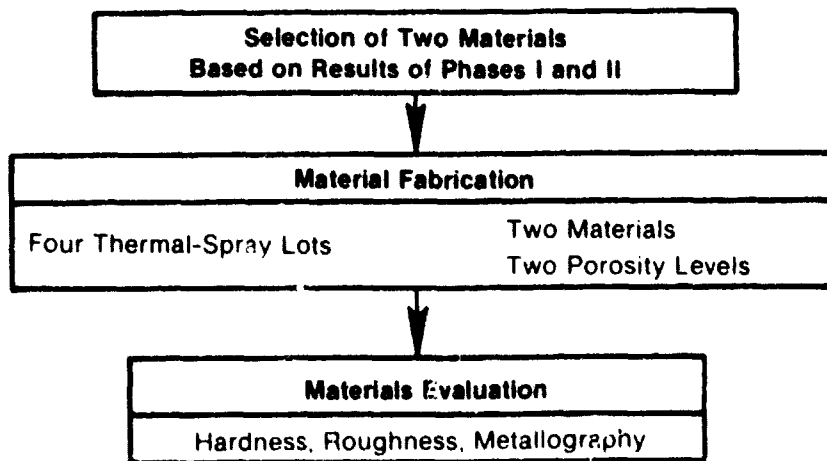 Selection of Two Materials
Based on Results of Phases I and II
Material Fabrication
Four Thermal-Spray Lots
Two Materials
Two Porosity Levels
Materials Evaluation
Hardness, Roughness, Metallography